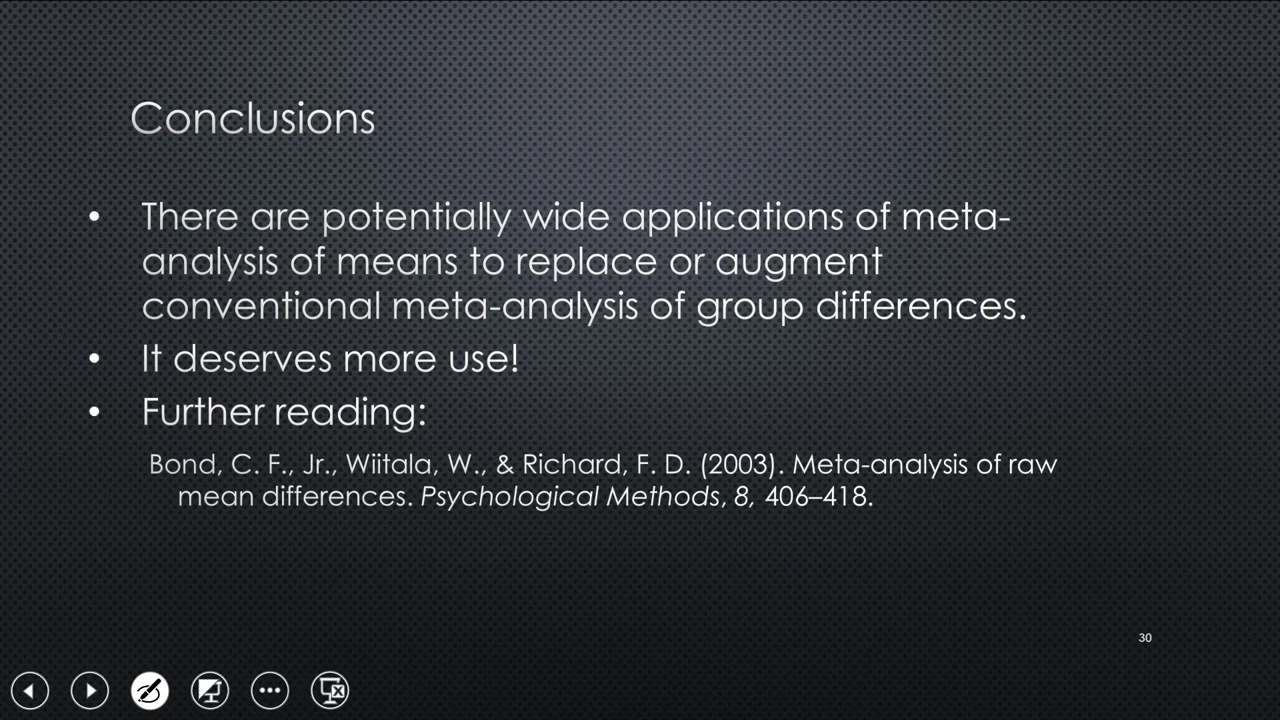 Conclusions
• There are potentially wide applications of meta-
analysis of means to replace or augment
conventional meta-analysis of group differences.
• It deserves more use!
• Further reading:
Bond, C. F., Jr., Wiitala, W., & Richard, F. D. (2003). Meta-analysis of raw
mean differences. Psychological Methods, 8, 406–418.
30